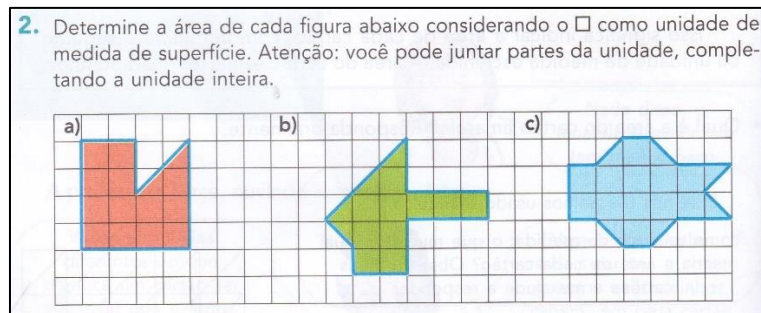 2. Determine a área de cada figura abaixo considerando o □ como unidade de
medida de superfície. Atenção: você pode juntar partes da unidade, comple-
tando a unidade inteira.
a) b) c)